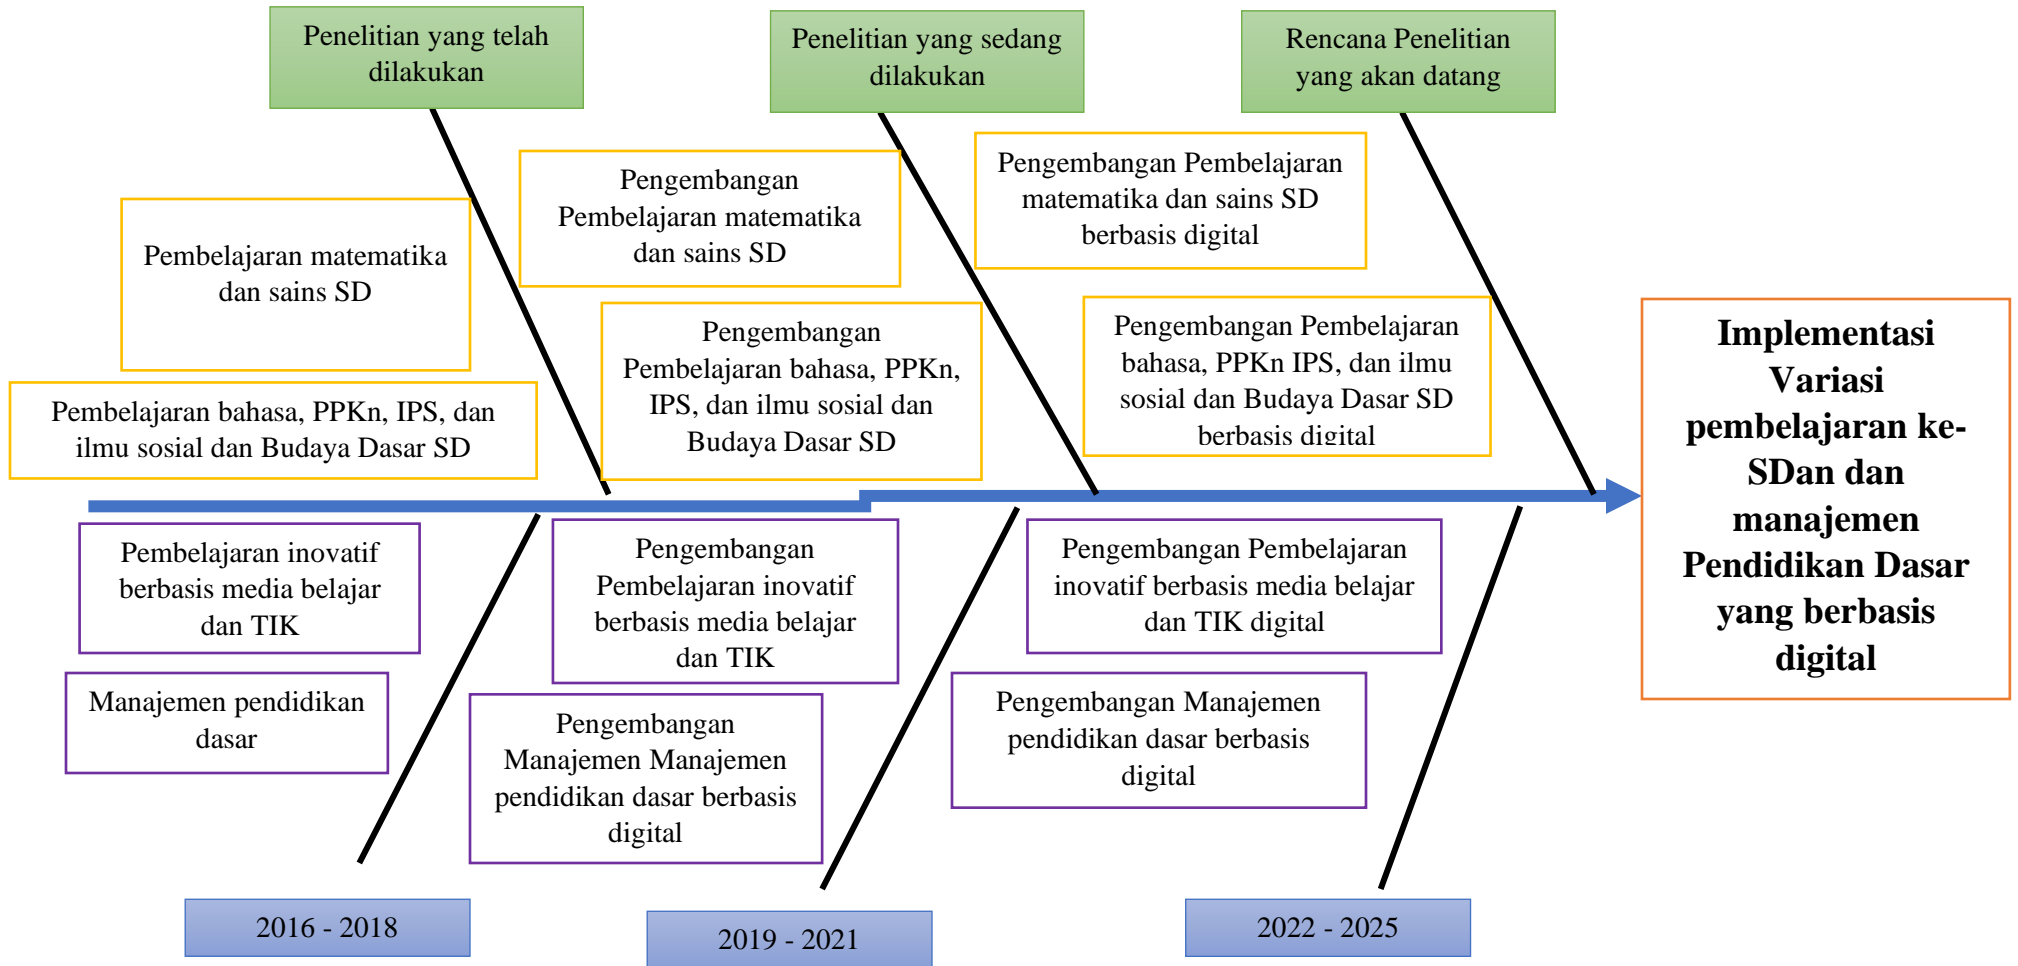 Penelitian yang telah
dilakukan
Penelitian yang sedang
dilakukan
Rencana Penelitian
yang akan datang
Pembelajaran matematika
dan sains SD
Pembelajaran bahasa, PPKn, IPS, dan
ilmu sosial dan Budaya Dasar SD
Pengembangan
Pembelajaran matematika
dan sains SD
Pengembangan
Pembelajaran bahasa, PPKn,
IPS, dan ilmu sosial dan
Budaya Dasar SD
Pengembangan Pembelajaran
matematika dan sains SD
berbasis digital
Pengembangan Pembelajaran
bahasa, PPKn IPS, dan ilmu
sosial dan Budaya Dasar SD
berbasis digital
Implementasi
Variasi
pembelajaran ke-
SDan dan
manajemen
Pendidikan Dasar
yang berbasis
digital
Pembelajaran inovatif
berbasis media belajar
dan TIK
Manajemen pendidikan
dasar
Pengembangan
Pembelajaran inovatif
berbasis media belajar
dan TIK
Pengembangan
Manajemen Manajemen
pendidikan dasar berbasis
digital
Pengembangan Pembelajaran
inovatif berbasis media belajar
dan TIK digital
Pengembangan Manajemen
pendidikan dasar berbasis
digital
2016 - 2018
2019 - 2021
2022 - 2025